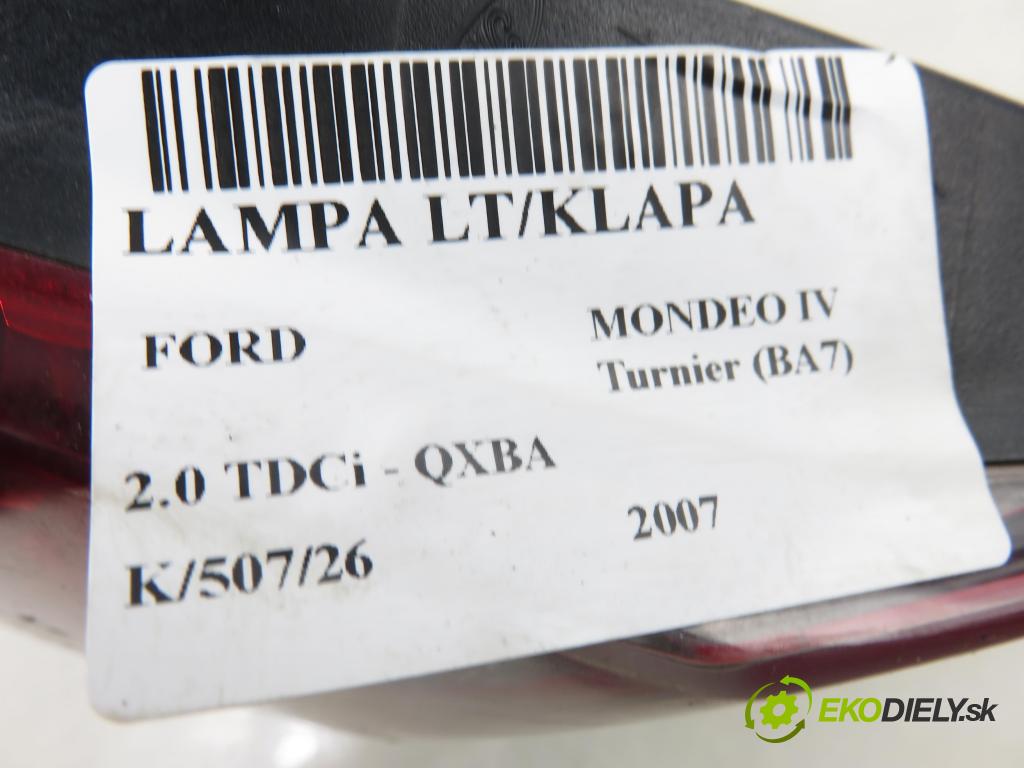 LAMPA LT/KLAPA
FORD
MONDEO IV
Turnier (BA7)
2.0 TDCi - QXBA
2007
K/507/26
EKODIELY.sk